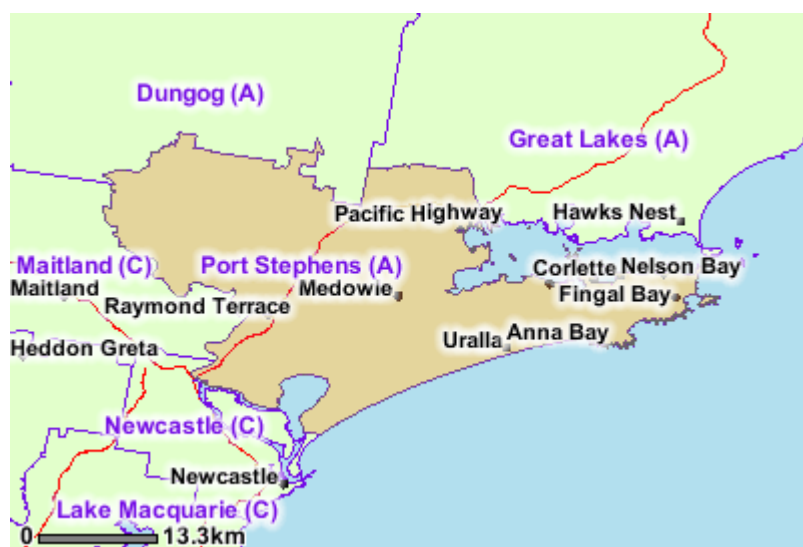 Dungog (A)
Great Lakes (A)
Pacific Highway
Hawks Nest
Maitland (C)
Port Stephens (A)
Corlette
Nelson Bay
Maitland
Medowie
Fingal Bay
Raymond Terrace
Uralla
Anna Bay
Heddon Greta
Newcastle (C)
Newcastle
Lake Macquarie (C)
0
13.3km